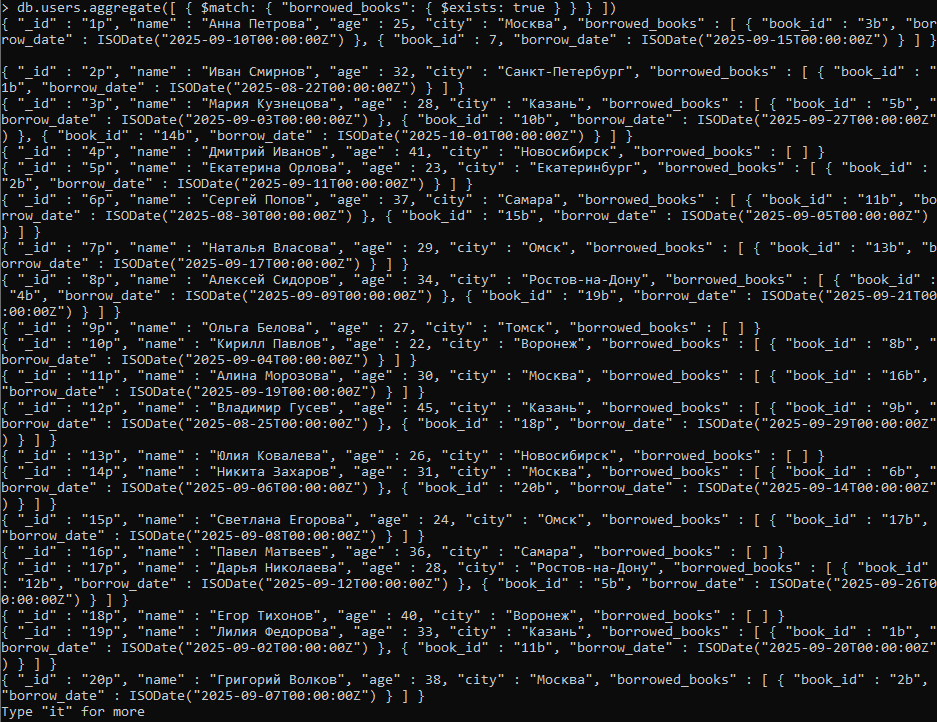 > db.users.aggregate([ { $match: { "borrowed_books": { $exists: true } } } ])
{ "_id" : "1p", "name" : "Анна Петрова", "age" : 25, "city" : "Москва", "borrowed_books" : [ { "book_id" : "3b", "bor
row_date" : ISODate("2025-09-10T00:00:00Z") }, { "book_id" : 7, "borrow_date" : ISODate("2025-09-15T00:00:00Z") } ] }
{ "_id" : "2p", "name" : "Иван Смирнов", "age" : 32, "city" : "Санкт-Петербург", "borrowed_books" : [ { "book_id" : "
1b", "borrow_date" : ISODate("2025-08-22T00:00:00Z") } ] }
{ "_id" : "3p", "name" : "Мария Кузнецова", "age" : 28, "city" : "Казань", "borrowed_books" : [ { "book_id" : "5b", "
borrow_date" : ISODate("2025-09-03T00:00:00Z") }, { "book_id" : "10b", "borrow_date" : ISODate("2025-09-27T00:00:00Z"
) }, { "book_id" : "14b", "borrow_date" : ISODate("2025-10-01T00:00:00Z") } ] }
{ "_id" : "4p", "name" : "Дмитрий Иванов", "age" : 41, "city" : "Новосибирск", "borrowed_books" : [ ] }
{ "_id" : "5p", "name" : "Екатерина Орлова", "age" : 23, "city" : "Екатеринбург", "borrowed_books" : [ { "book_id" :
"2b", "borrow_date" : ISODate("2025-09-11T00:00:00Z") } ] }
{ "_id" : "6p", "name" : "Сергей Попов", "age" : 37, "city" : "Самара", "borrowed_books" : [ { "book_id" : "11b", "bo
rrow_date" : ISODate("2025-08-30T00:00:00Z") }, { "book_id" : "15b", "borrow_date" : ISODate("2025-09-05T00:00:00Z")
} ] }
{ "_id" : "7p", "name" : "Наталья Власова", "age" : 29, "city" : "Омск", "borrowed_books" : [ { "book_id" : "13b", "b
orrow_date" : ISODate("2025-09-17T00:00:00Z") } ] }
{ "_id" : "8p", "name" : "Алексей Сидоров", "age" : 34, "city" : "Ростов-на-Дону", "borrowed_books" : [ { "book_id" :
 "4b", "borrow_date" : ISODate("2025-09-09T00:00:00Z") }, { "book_id" : "19b", "borrow_date" : ISODate("2025-09-21T00
:00:00Z") } ] }
{ "_id" : "9p", "name" : "Ольга Белова", "age" : 27, "city" : "Томск", "borrowed_books" : [ ] }
{ "_id" : "10p", "name" : "Кирилл Павлов", "age" : 22, "city" : "Воронеж", "borrowed_books" : [ { "book_id" : "8b", "
borrow_date" : ISODate("2025-09-04T00:00:00Z") } ] }
{ "_id" : "11p", "name" : "Алина Морозова", "age" : 30, "city" : "Москва", "borrowed_books" : [ { "book_id" : "16b",
"borrow_date" : ISODate("2025-09-19T00:00:00Z") } ] }
{ "_id" : "12p", "name" : "Владимир Гусев", "age" : 45, "city" : "Казань", "borrowed_books" : [ { "book_id" : "9b", "
borrow_date" : ISODate("2025-08-25T00:00:00Z") }, { "book_id" : "18p", "borrow_date" : ISODate("2025-09-29T00:00:00Z"
) } ] }
{ "_id" : "13p", "name" : "Юлия Ковалева", "age" : 26, "city" : "Новосибирск", "borrowed_books" : [ ] }
{ "_id" : "14p", "name" : "Никита Захаров", "age" : 31, "city" : "Москва", "borrowed_books" : [ { "book_id" : "6b", "
borrow_date" : ISODate("2025-09-06T00:00:00Z") }, { "book_id" : "20b", "borrow_date" : ISODate("2025-09-14T00:00:00Z"
) } ] }
{ "_id" : "15p", "name" : "Светлана Егорова", "age" : 24, "city" : "Омск", "borrowed_books" : [ { "book_id" : "17b",
"borrow_date" : ISODate("2025-09-08T00:00:00Z") } ] }
{ "_id" : "16p", "name" : "Павел Матвеев", "age" : 36, "city" : "Самара", "borrowed_books" : [ ] }
{ "_id" : "17p", "name" : "Дарья Николаева", "age" : 28, "city" : "Ростов-на-Дону", "borrowed_books" : [ { "book_id"
: "12b", "borrow_date" : ISODate("2025-09-12T00:00:00Z") }, { "book_id" : "5b", "borrow_date" : ISODate("2025-09-26T0
0:00:00Z") } ] }
{ "_id" : "18p", "name" : "Егор Тихонов", "age" : 40, "city" : "Воронеж", "borrowed_books" : [ ] }
{ "_id" : "19p", "name" : "Лилия Федорова", "age" : 33, "city" : "Казань", "borrowed_books" : [ { "book_id" : "1b", "
borrow_date" : ISODate("2025-09-02T00:00:00Z") }, { "book_id" : "11b", "borrow_date" : ISODate("2025-09-20T00:00:00Z"
) } ] }
{ "_id" : "20p", "name" : "Григорий Волков", "age" : 38, "city" : "Москва", "borrowed_books" : [ { "book_id" : "2b",
"borrow_date" : ISODate("2025-09-07T00:00:00Z") } ] }
Type "it" for more